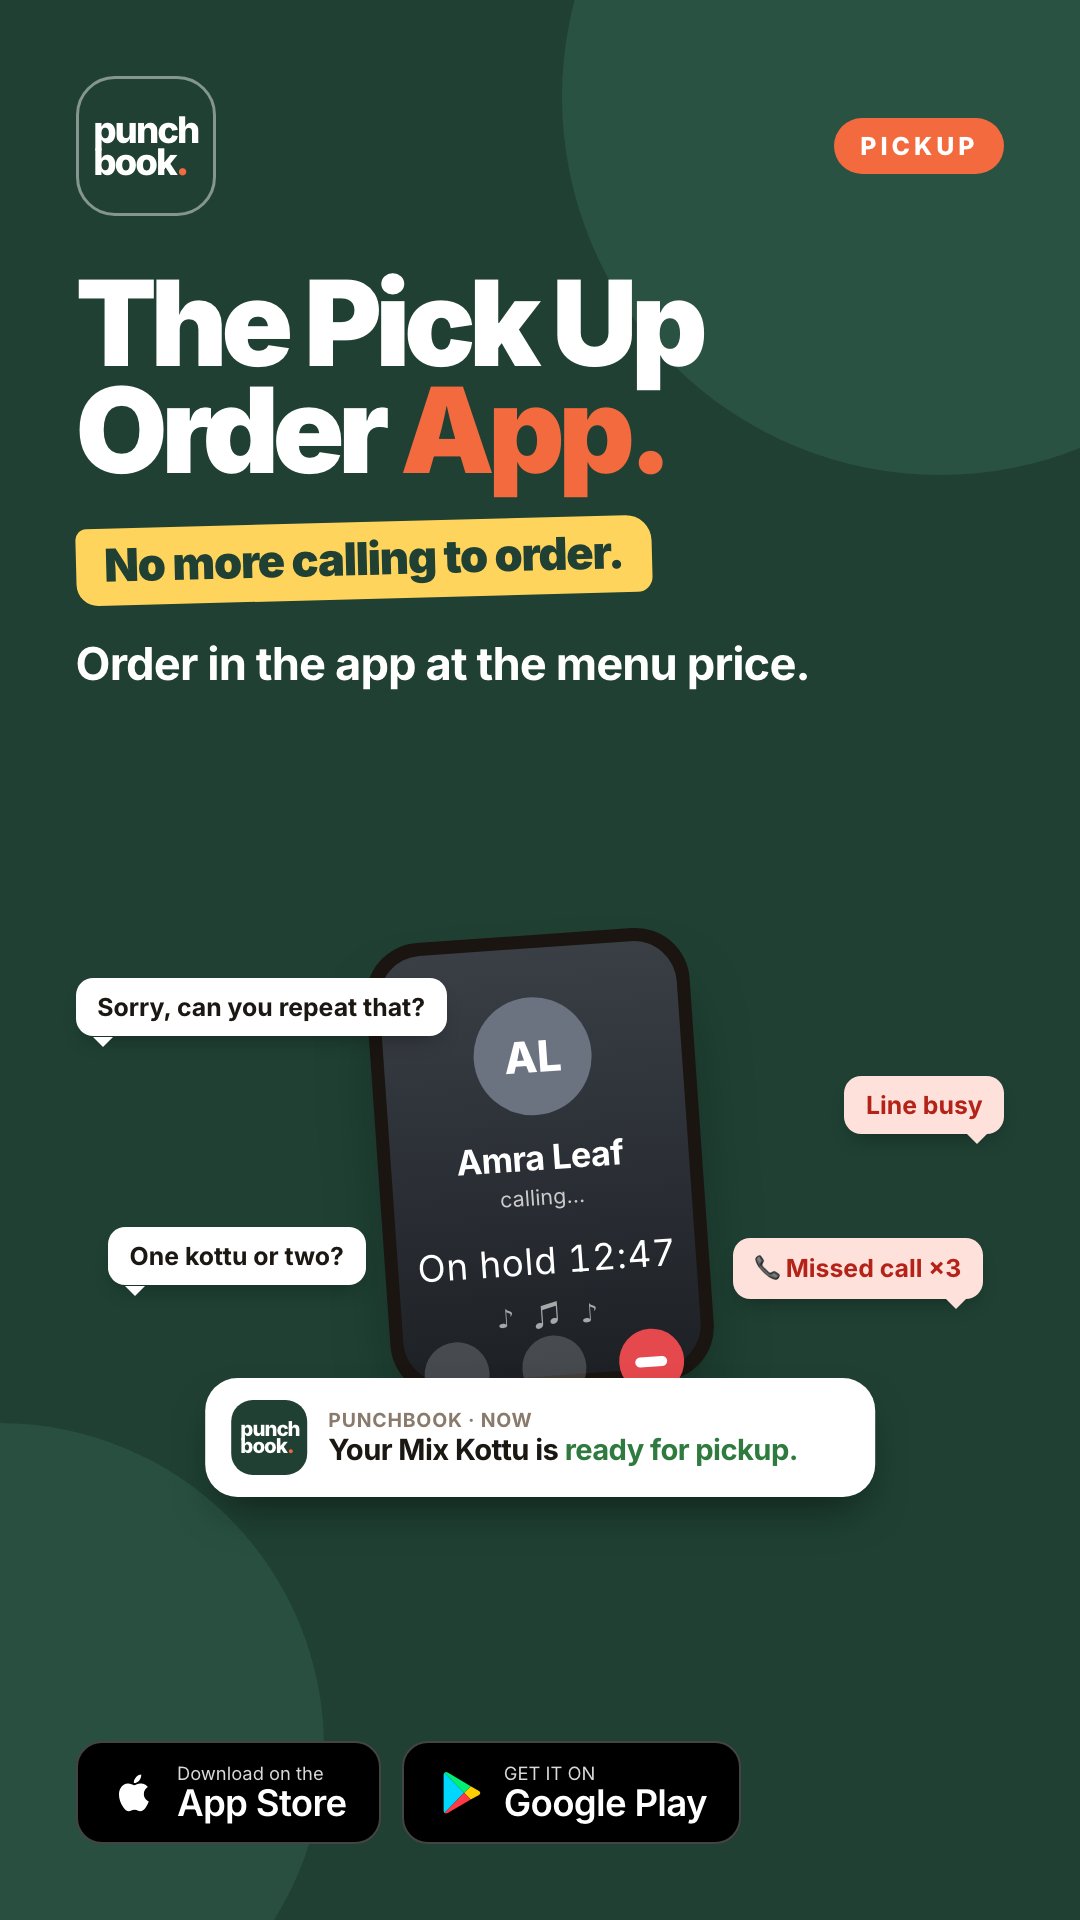 punch
book.
PICKUP
The Pick Up
Order App.
No more calling to order.
Order in the app at the menu price.
Sorry, can you repeat that?
AL
Line busy
Amra Leaf
calling...
One kottu or two?
On hold 12:47
📞 Missed call ×3
♪ ♫ ♪
punch
book.
PUNCHBOOK · NOW
Your Mix Kottu is ready for pickup.
Download on the
App Store
GET IT ON
Google Play